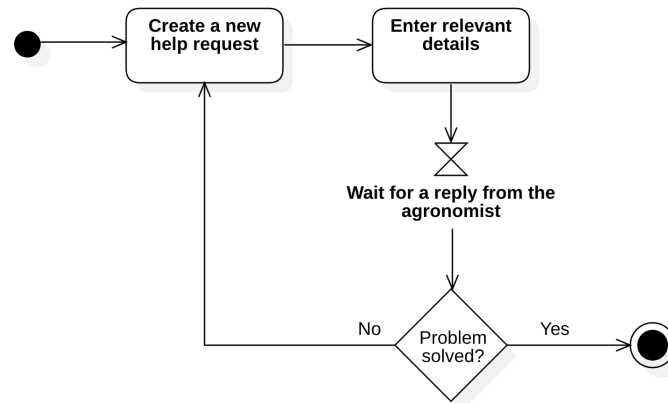 Create a new
help request
Enter relevant
details
Wait for a reply from the
agronomist
No
Problem
solved?
Yes